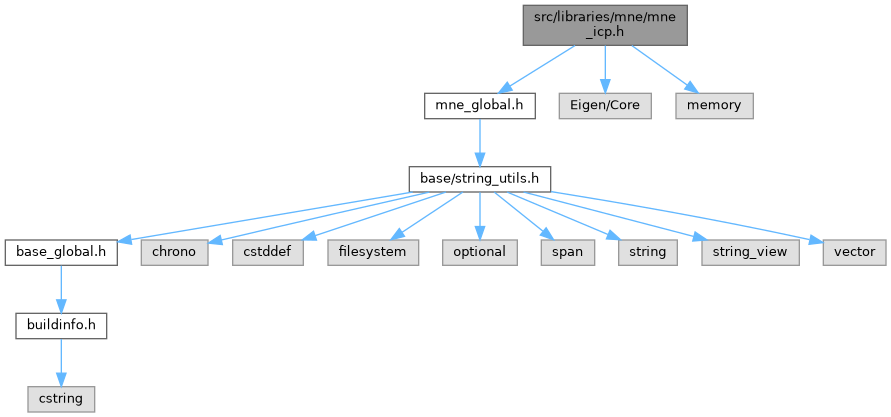 src/libraries/mne/mne
_icp.h
mne_global.h
Eigen/Core
memory
base/string_utils.h
base_global.h
chrono
cstddef
filesystem
optional
span
string
string_view
vector
buildinfo.h
cstring